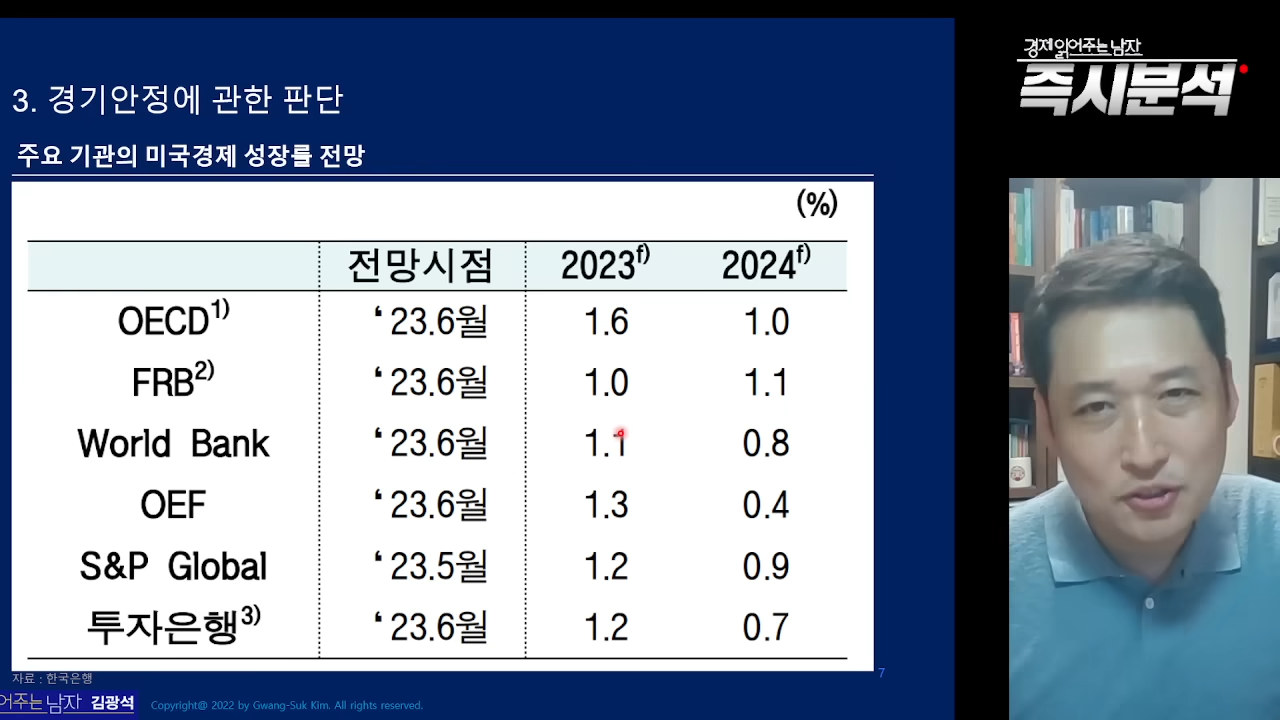 경제 읽어주는 남자
즉시분석
3. 경기안정에 관한 판단
주요 기관의 미국경제 성장률 전망
(%)
전망시점 2023f) 2024f)
OECD1) ‘23.6월 1.6 1.0
FRB2) ‘23.6월 1.0 1.1
World Bank ‘23.6월 1.1 0.8
OEF ‘23.6월 1.3 0.4
S&P Global ‘23.5월 1.2 0.9
투자은행3) ‘23.6월 1.2 0.7
자료 : 한국은행
7
어주는 남자 김광석 Copyright@ 2022 by Gwang-Suk Kim. All rights reserved.